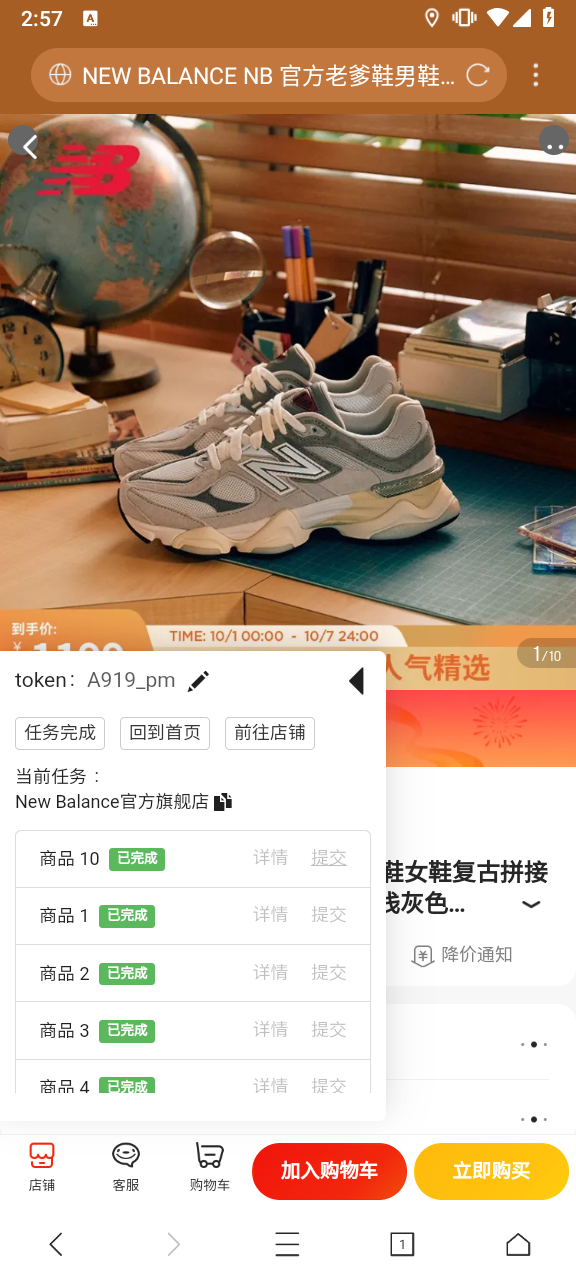 2:57
A
NEW BALANCE NB 官方老爹鞋男鞋...
NB
N
到手价:
TIME: 10/1 00:00 - 10/7 24:00
1/10
人气精选
token: A919_pm
任务完成 回到首页 前往店铺
当前任务 :
New Balance官方旗舰店
鞋女鞋复古拼接
浅灰色...
降价通知
商品 10 已完成 详情 提交
商品 1 已完成 详情 提交
商品 2 已完成 详情 提交
商品 3 已完成 详情 提交
商品 4 已完成 详情 提交
店铺 客服 购物车 加入购物车 立即购买
1